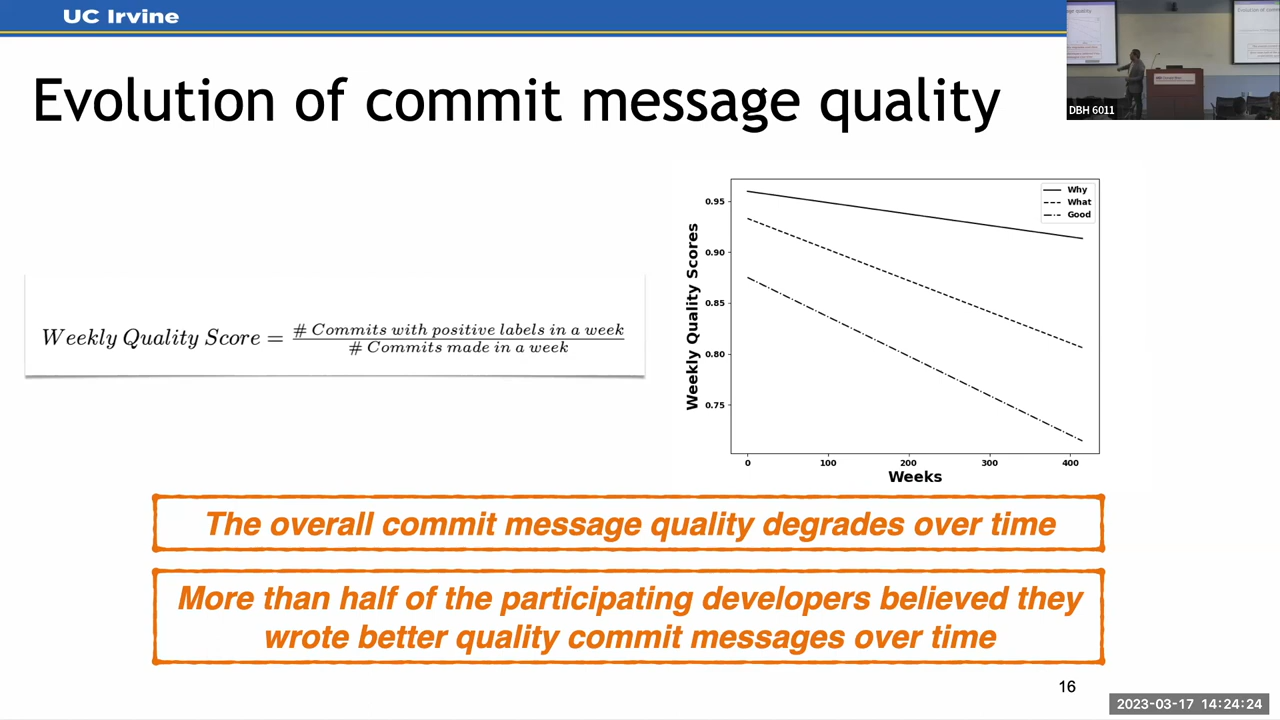 UC Irvine
DBH 6011
Evolution of commit message quality
Weekly Quality Score = # Commits with positive labels in a week / # Commits made in a week
Weekly Quality Scores
0.95
0.90
0.85
0.80
0.75
Why
What
Good
0 100 200 300 400
Weeks
The overall commit message quality degrades over time
More than half of the participating developers believed they
wrote better quality commit messages over time
16
2023-03-17 14:24:24